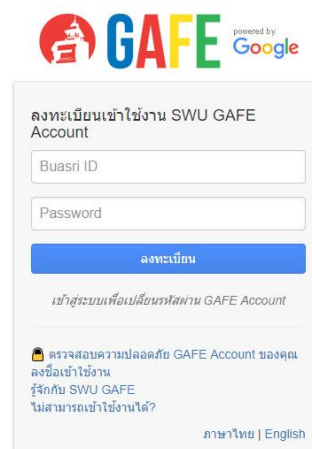 GAFE powered by Google
ลงทะเบียนเข้าใช้งาน SWU GAFE
Account
Buasri ID
Password
ลงทะเบียน
เข้าสู่ระบบเพื่อเปลี่ยนรหัสผ่าน GAFE Account
ตรวจสอบความปลอดภัย GAFE Account ของคุณ
ลงชื่อเข้าใช้งาน
รู้จักกับ SWU GAFE
ไม่สามารถเข้าใช้งานได้?
ภาษาไทย | English